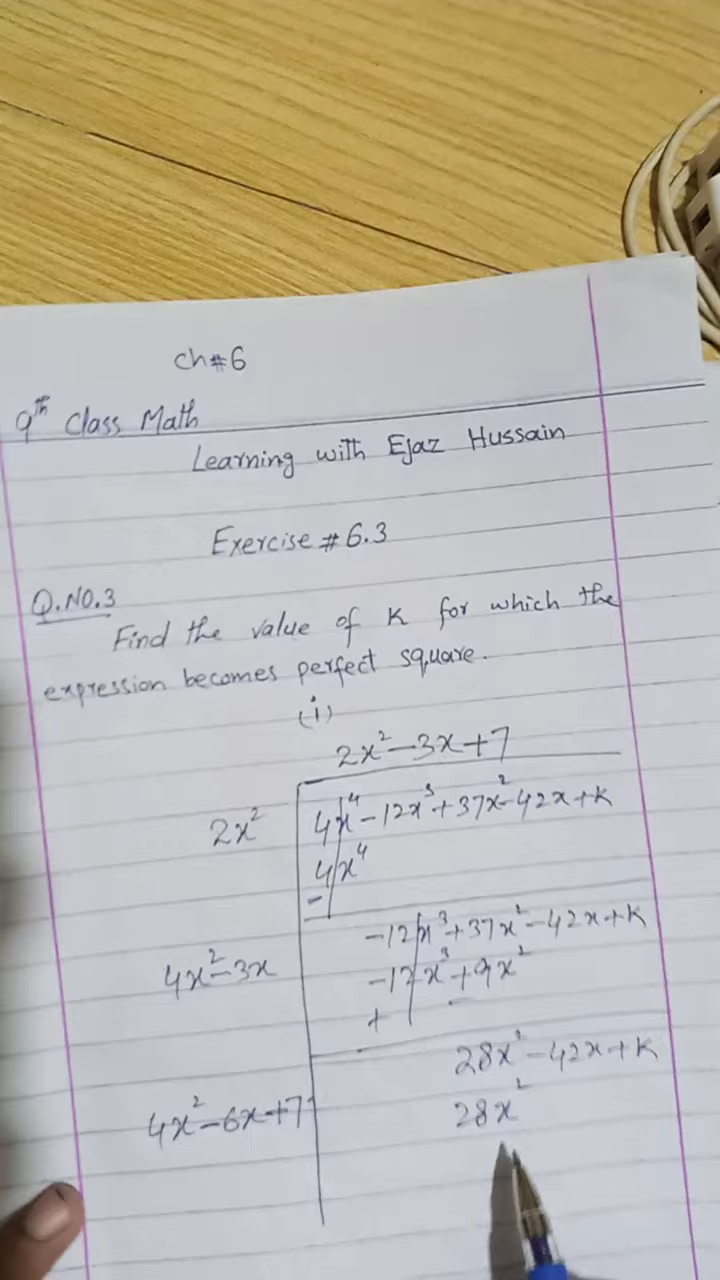 Ch#6
9th Class Math
Learning with Ejaz Hussain
Exercise #6.3
Q.NO.3
Find the value of K for which the
expression becomes perfect square.
(i)
2x² - 3x + 7
2x² 4x⁴ - 12x³ + 37x² - 42x + K
4x⁴
-
-12x³ + 37x² - 42x + K
4x² - 3x -12x³ + 9x²
+ -
28x² - 42x + K
4x² - 6x + 7 28x²